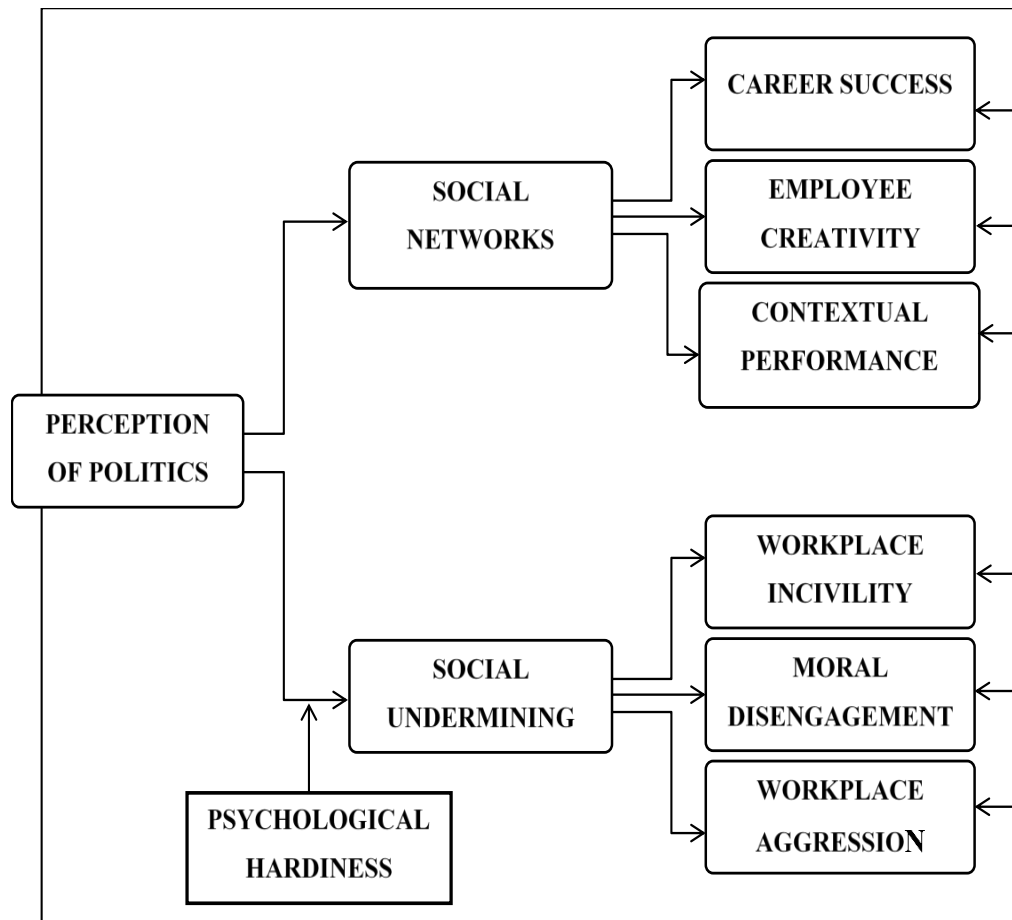 CAREER SUCCESS
SOCIAL
NETWORKS
EMPLOYEE
CREATIVITY
CONTEXTUAL
PERFORMANCE
PERCEPTION
OF POLITICS
WORKPLACE
INCIVILITY
SOCIAL
UNDERMINING
MORAL
DISENGAGEMENT
PSYCHOLOGICAL
HARDINESS
WORKPLACE
AGGRESSION